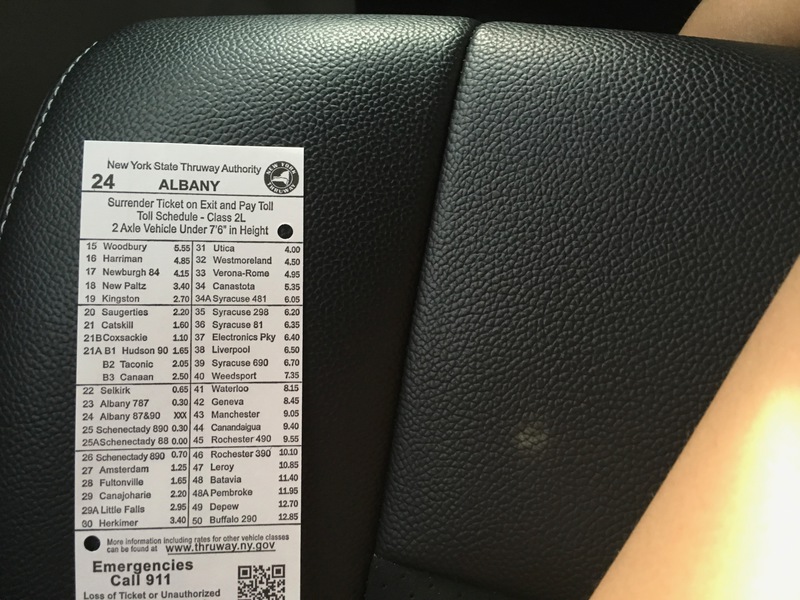 New York State Thruway Authority
NEW YORK THRUWAY
24 ALBANY
Surrender Ticket on Exit and Pay Toll
Toll Schedule - Class 2L
2 Axle Vehicle Under 7'6" in Height
15 Woodbury 5.55 31 Utica 4.00
16 Harriman 4.85 32 Westmoreland 4.50
17 Newburgh 84 4.15 33 Verona-Rome 4.95
18 New Paltz 3.40 34 Canastota 5.35
19 Kingston 2.70 34A Syracuse 481 6.05
20 Saugerties 2.20 35 Syracuse 298 6.20
21 Catskill 1.60 36 Syracuse 81 6.35
21B Coxsackie 1.10 37 Electronics Pky 6.40
21A B1 Hudson 90 1.65 38 Liverpool 6.50
B2 Taconic 2.05 39 Syracuse 690 6.70
B3 Canaan 2.50 40 Weedsport 7.35
22 Selkirk 0.65 41 Waterloo 8.15
23 Albany 787 0.30 42 Geneva 8.45
24 Albany 87&90 XXX 43 Manchester 9.05
25 Schenectady 890 0.30 44 Canandaigua 9.40
25A Schenectady 88 0.00 45 Rochester 490 9.55
26 Schenectady 890 0.70 46 Rochester 390 10.10
27 Amsterdam 1.25 47 Leroy 10.85
28 Fultonville 1.65 48 Batavia 11.40
29 Canajoharie 2.20 48A Pembroke 11.95
29A Little Falls 2.95 49 Depew 12.70
30 Herkimer 3.40 50 Buffalo 290 12.85
More information including rates for other vehicle classes
can be found at www.thruway.ny.gov
Emergencies
Call 911
Loss of Ticket or Unauthorized